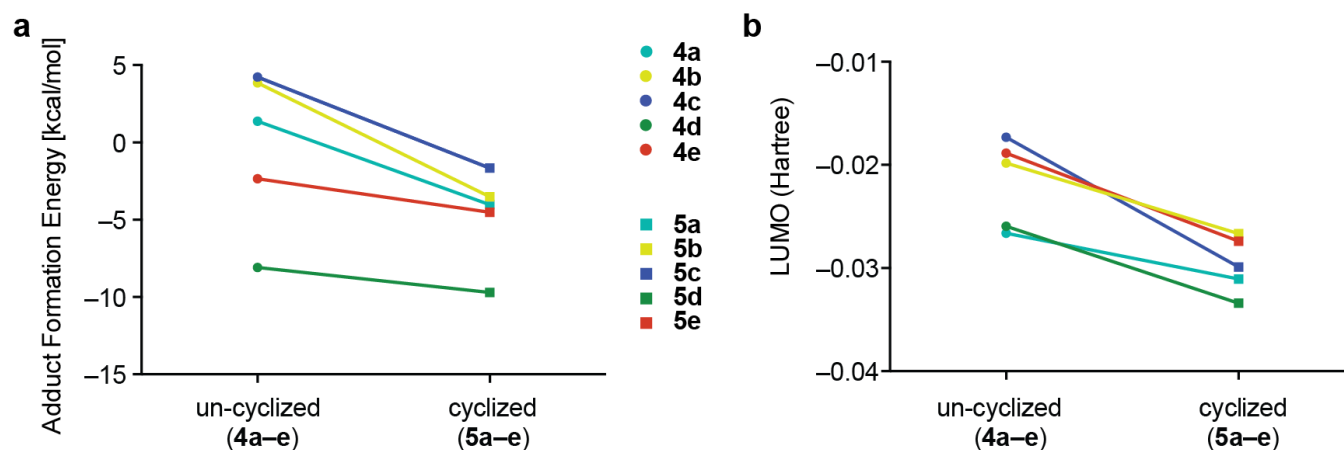 a
Adduct Formation Energy [kcal/mol]
5
0
–5
–10
–15
un-cyclized
(4a–e)
cyclized
(5a–e)
4a
4b
4c
4d
4e
5a
5b
5c
5d
5e
b
LUMO (Hartree)
–0.01
–0.02
–0.03
–0.04
un-cyclized
(4a–e)
cyclized
(5a–e)